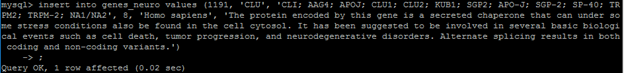 mysql> insert into genes_neuro values (1191, 'CLU', 'CLI; AAG4; APOJ; CLU1; CLU2; KUB1; SGP2; APO-J; SGP-2; SP-40; TR
PM2; TRPM-2; NA1/NA2', 8, 'Homo sapiens', 'The protein encoded by this gene is a secreted chaperone that can under so
me stress conditions also be found in the cell cytosol. It has been suggested to be involved in several basic biologi
cal events such as cell death, tumor progression, and neurodegenerative disorders. Alternate splicing results in both
 coding and non-coding variants.')
    -> ;
Query OK, 1 row affected (0.02 sec)